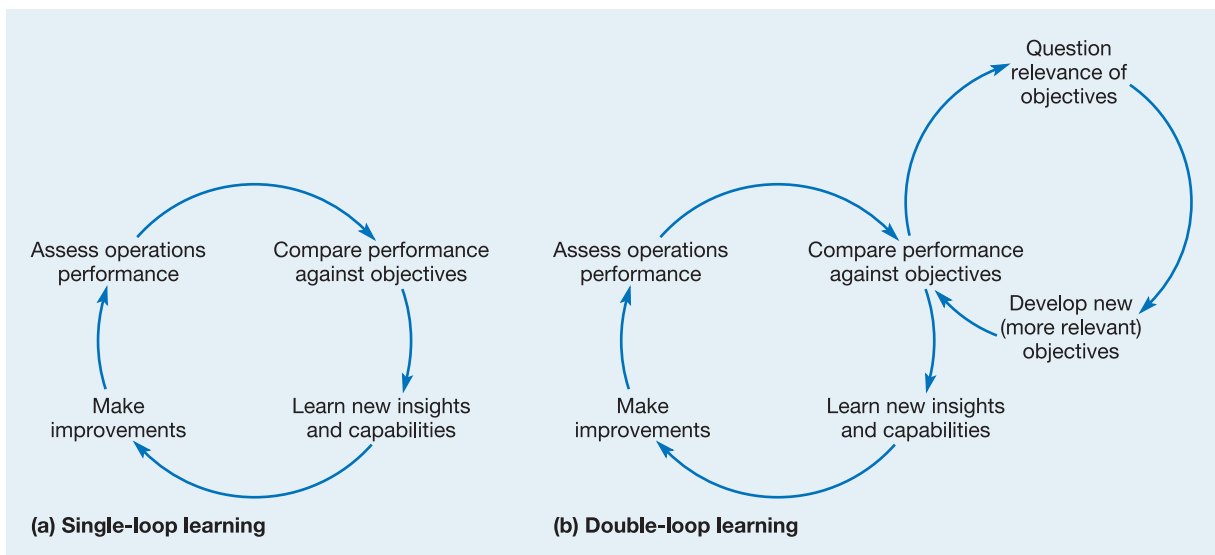 Question
relevance of
objectives
Assess operations
performance
Compare performance
against objectives
Make
improvements
Learn new insights
and capabilities
(a) Single-loop learning
Assess operations
performance
Compare performance
against objectives
Develop new
(more relevant)
objectives
Make
improvements
Learn new insights
and capabilities
(b) Double-loop learning